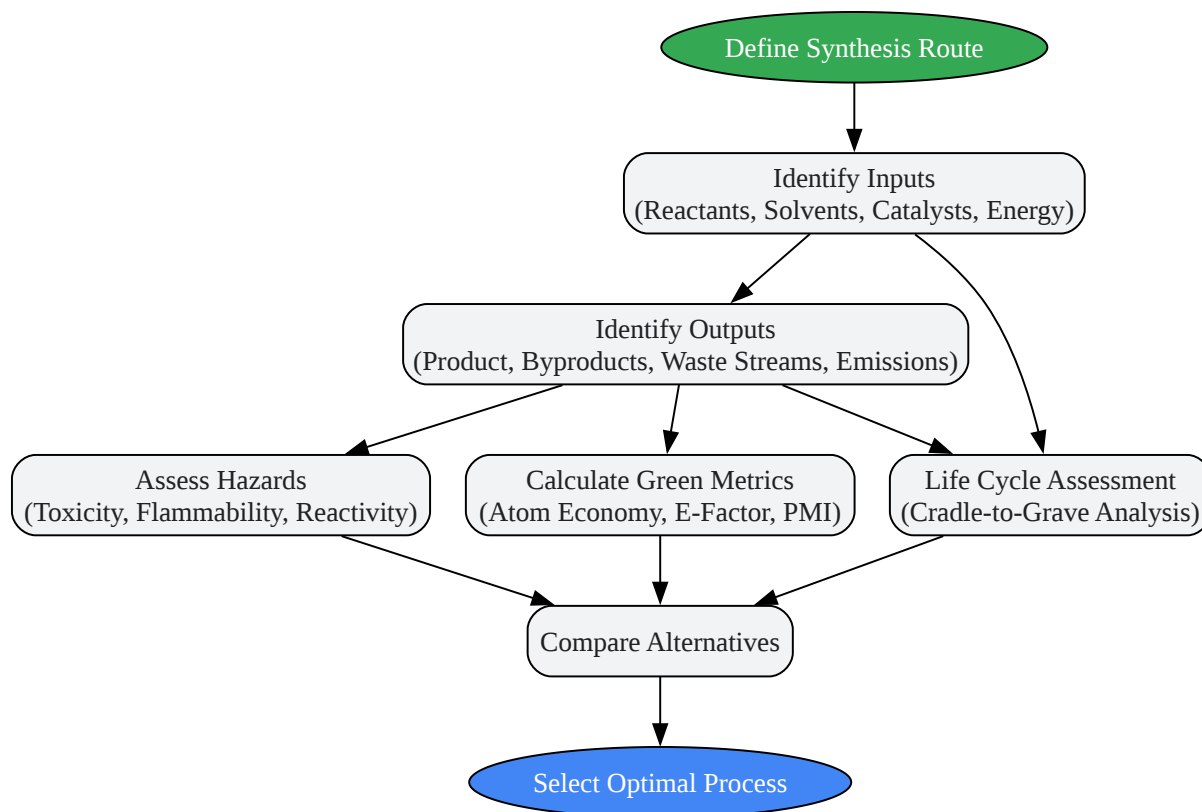 Define Synthesis Route
Identify Inputs
(Reactants, Solvents, Catalysts, Energy)
Identify Outputs
(Product, Byproducts, Waste Streams, Emissions)
Assess Hazards
(Toxicity, Flammability, Reactivity)
Calculate Green Metrics
(Atom Economy, E-Factor, PMI)
Life Cycle Assessment
(Cradle-to-Grave Analysis)
Compare Alternatives
Select Optimal Process